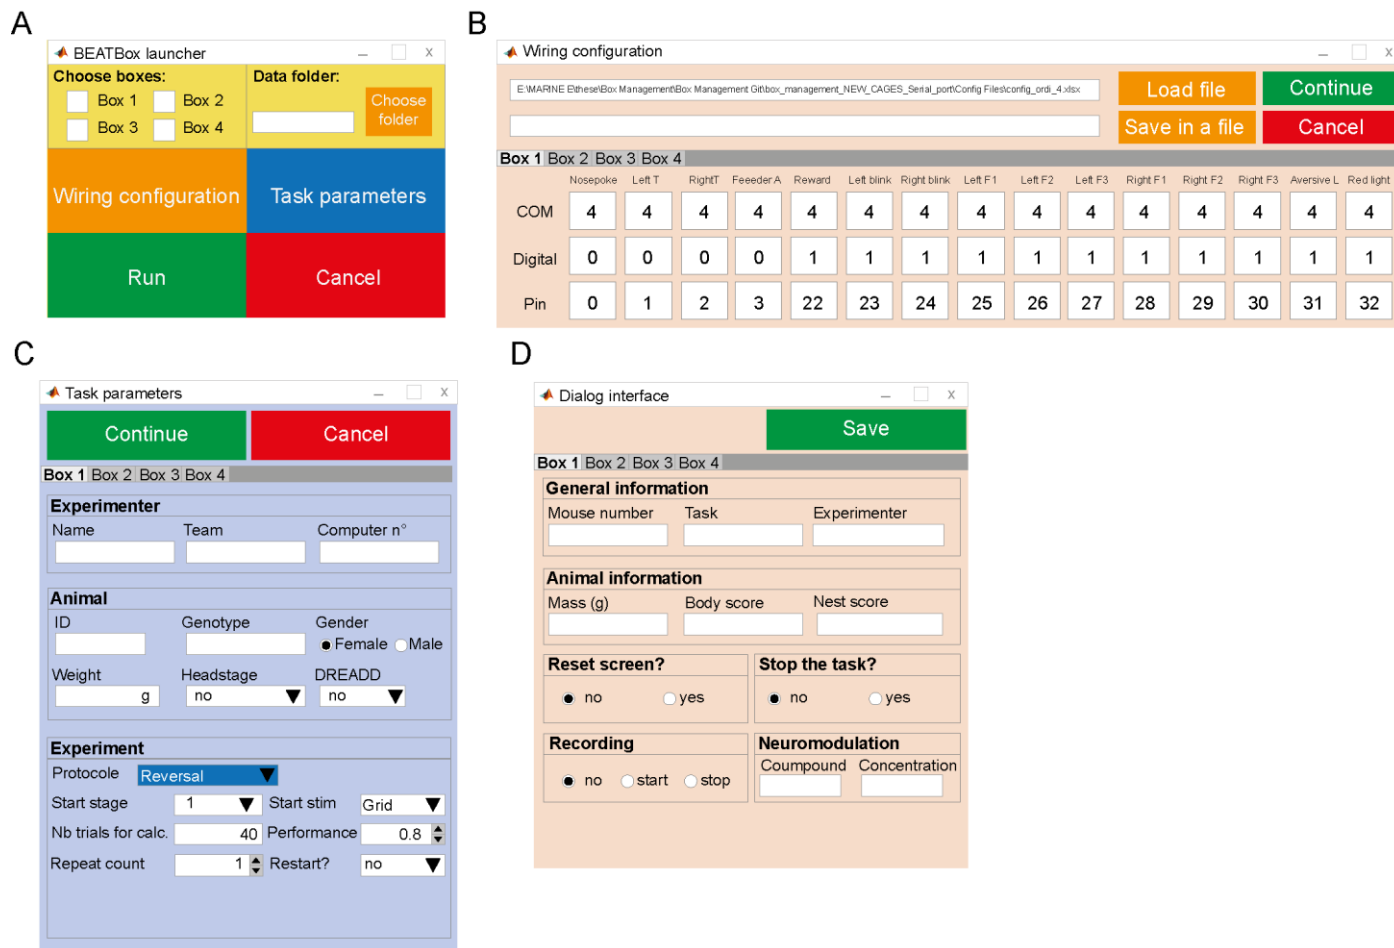 A
BEATBox launcher
Choose boxes:
Box 1 Box 2
Box 3 Box 4
Data folder:
Choose
folder
Wiring configuration
Task parameters
Run
Cancel
B
Wiring configuration
E:\MARINE E\these\Box Management\Box Management Git\box_management_NEW_CAGES_Serial_port\Config Files\config_ordi_4.xlsx
Load file
Continue
Save in a file
Cancel
Box 1 Box 2 Box 3 Box 4
Nosepoke Left T RightT Feeeder A Reward Left blink Right blink Left F1 Left F2 Left F3 Right F1 Right F2 Right F3 Aversive L Red light
COM 4 4 4 4 4 4 4 4 4 4 4 4 4 4 4
Digital 0 0 0 0 1 1 1 1 1 1 1 1 1 1 1
Pin 0 1 2 3 22 23 24 25 26 27 28 29 30 31 32
C
Task parameters
Continue
Cancel
Box 1 Box 2 Box 3 Box 4
Experimenter
Name Team Computer n°
Animal
ID Genotype Gender
Female Male
Weight Headstage DREADD
g no no
Experiment
Protocole Reversal
Start stage 1 Start stim Grid
Nb trials for calc. 40 Performance 0.8
Repeat count 1 Restart? no
D
Dialog interface
Save
Box 1 Box 2 Box 3 Box 4
General information
Mouse number Task Experimenter
Animal information
Mass (g) Body score Nest score
Reset screen?
no yes
Stop the task?
no yes
Recording
no start stop
Neuromodulation
Coumpound Concentration